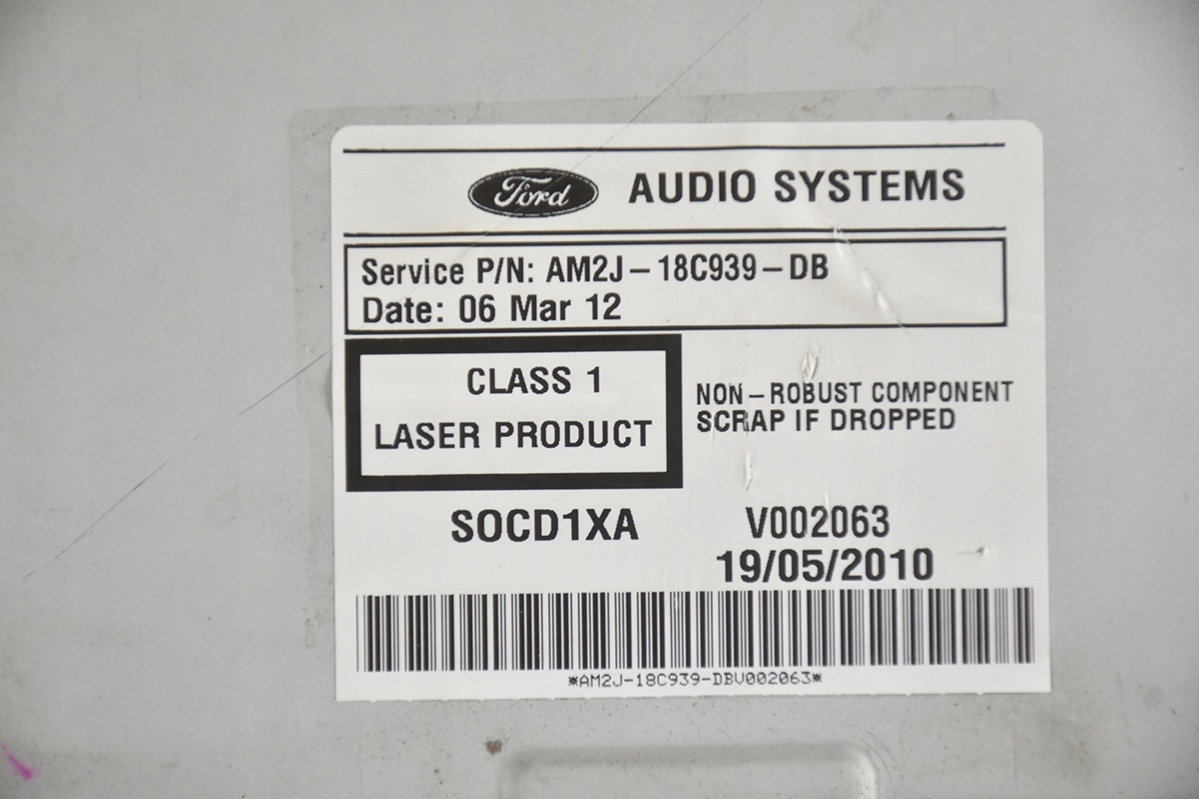 Ford AUDIO SYSTEMS
Service P/N: AM2J-18C939-DB
Date: 06 Mar 12
CLASS 1
LASER PRODUCT
NON-ROBUST COMPONENT
SCRAP IF DROPPED
SOCD1XA V002063
19/05/2010
*AM2J-18C939-DBV002063*